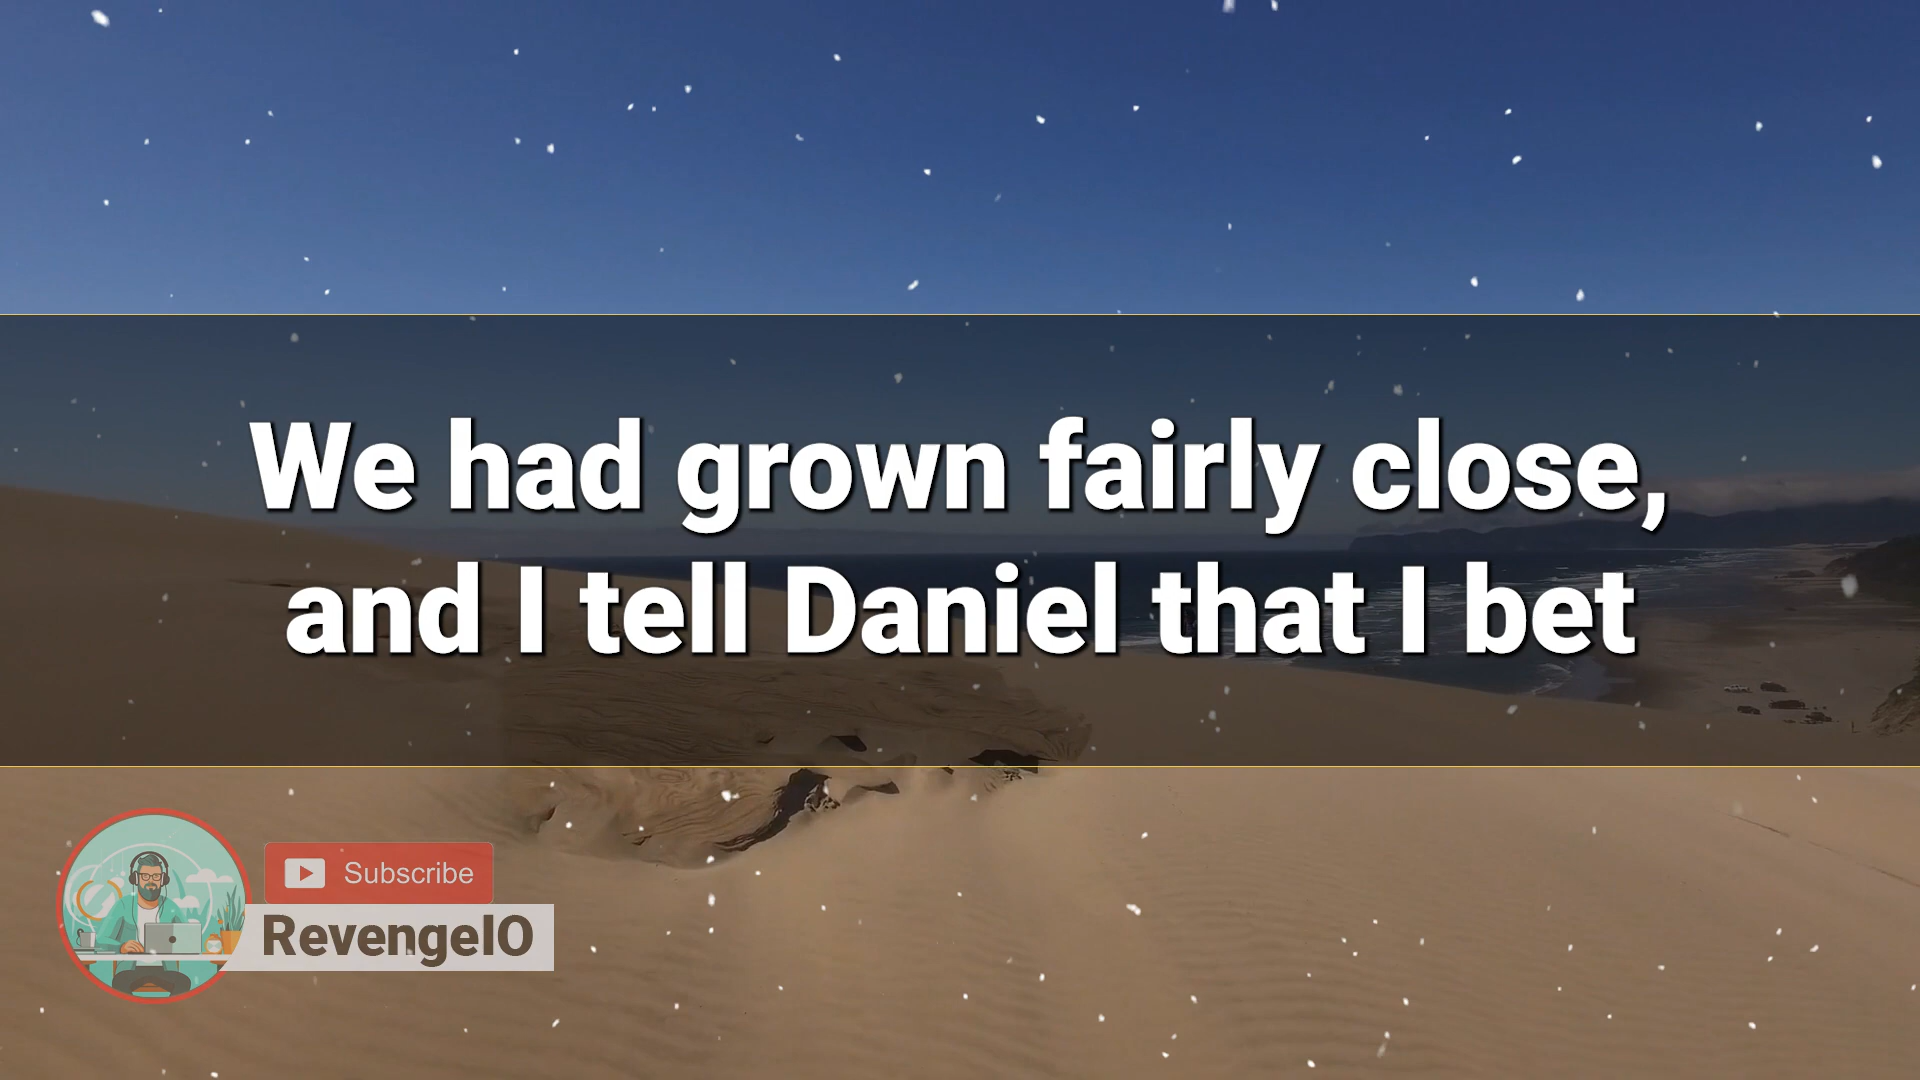 We had grown fairly close,
and I tell Daniel that I bet
Subscribe
RevengeIO